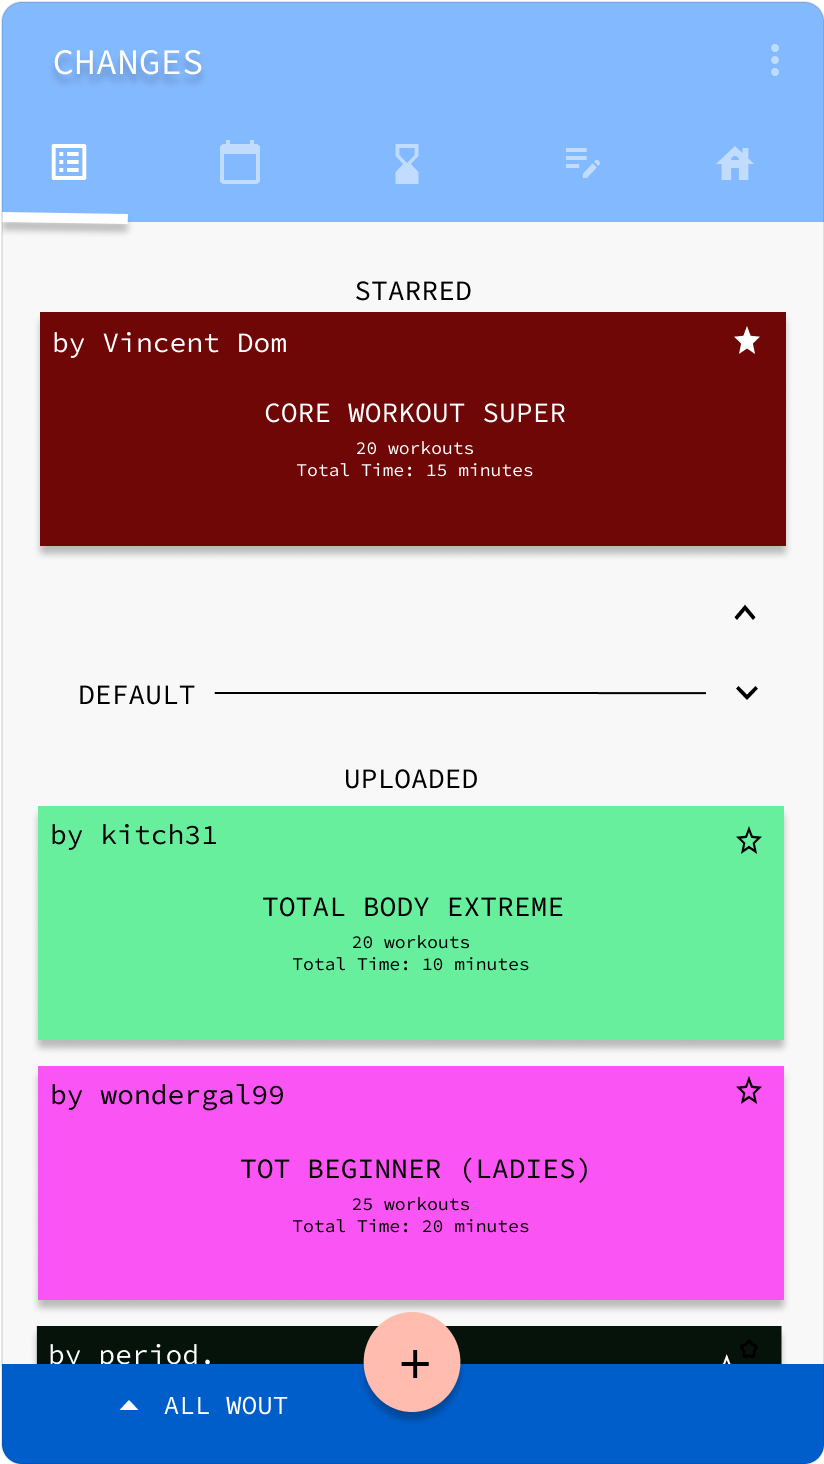 CHANGES
STARRED
by Vincent Dom
CORE WORKOUT SUPER
20 workouts
Total Time: 15 minutes
DEFAULT
UPLOADED
by kitch31
TOTAL BODY EXTREME
20 workouts
Total Time: 10 minutes
by wondergal99
TOT BEGINNER (LADIES)
25 workouts
Total Time: 20 minutes
by period.
+
ALL WOUT